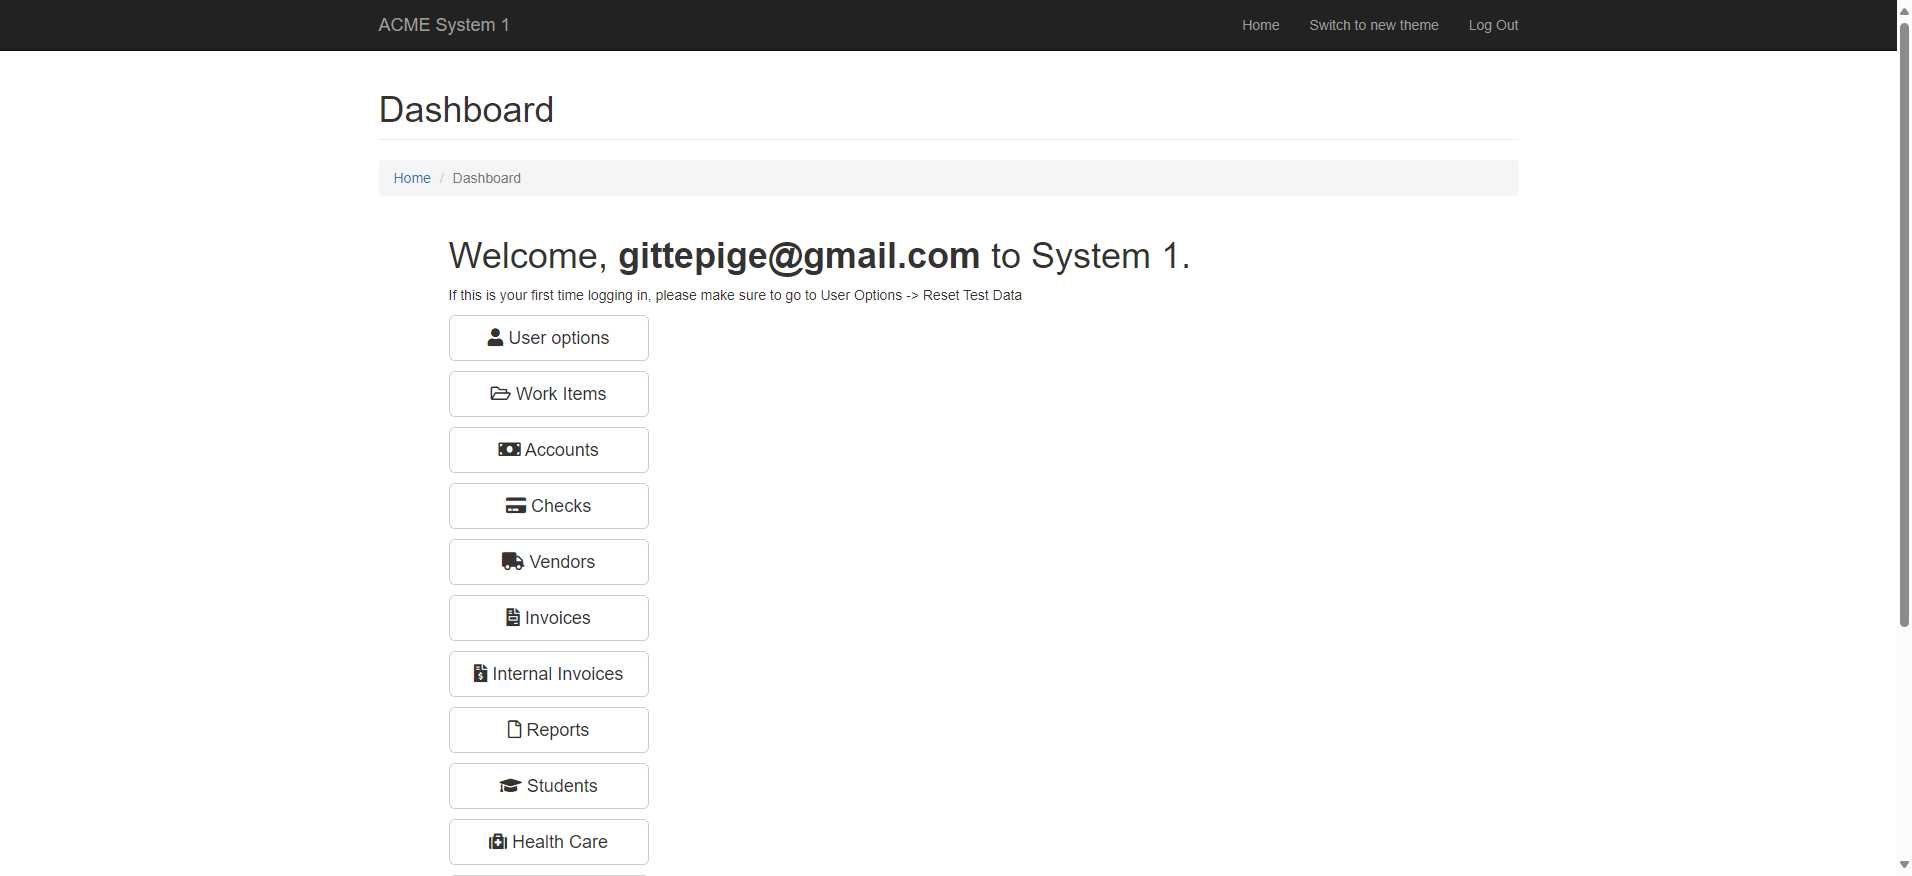 ACME System 1
Home
Switch to new theme
Log Out
Dashboard
Home / Dashboard
Welcome, gittepige@gmail.com to System 1.
If this is your first time logging in, please make sure to go to User Options -> Reset Test Data
User options
Work Items
Accounts
Checks
Vendors
Invoices
Internal Invoices
Reports
Students
Health Care